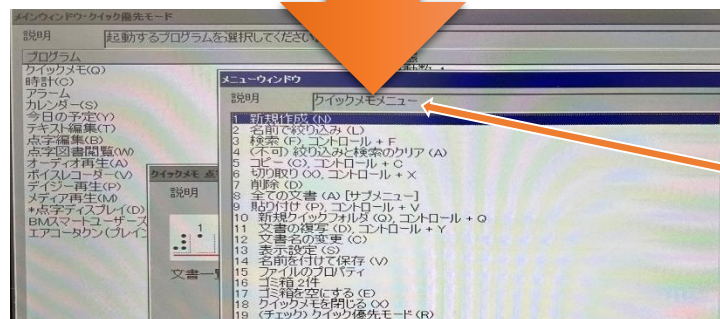 メインウィンドウ・クイック優先モード
説明 起動するプログラムを選択してください
プログラム
クイックメモ(Q)
時計(C)
アラーム
カレンダー(S)
今日の予定(Y)
テキスト編集(T)
点字編集(B)
点字図書閲覧(W)
オーディオ再生(A)
ボイスレコーダー(V)
デイジー再生(P)
メディア再生(M)
*点字ディスプレイ(D)
BMスマートユーザーズ
エアコータクン(ブレイン
クイックメモ 点
説明
1
文書一覧
メニューウィンドウ
説明 クイックメモメニュー
1 新規作成 (N)
2 名前で絞り込み (L)
3 検索 (F), コントロール + F
4 (不可) 絞り込みと検索のクリア (A)
5 コピー (C), コントロール + C
6 切り取り (X), コントロール + X
7 削除 (D)
8 全ての文書 (A) [サブメニュー]
9 貼り付け (P), コントロール + V
10 新規クイックフォルダ (Q), コントロール + Q
11 文書の複写 (D), コントロール + Y
12 文書名の変更 (C)
13 表示設定 (S)
14 名前を付けて保存 (V)
15 ファイルのプロパティ
16 ゴミ箱 2件
17 ゴミ箱を空にする (E)
18 クイックメモを閉じる (X)
19 (チェック) クイック優先モード (R)